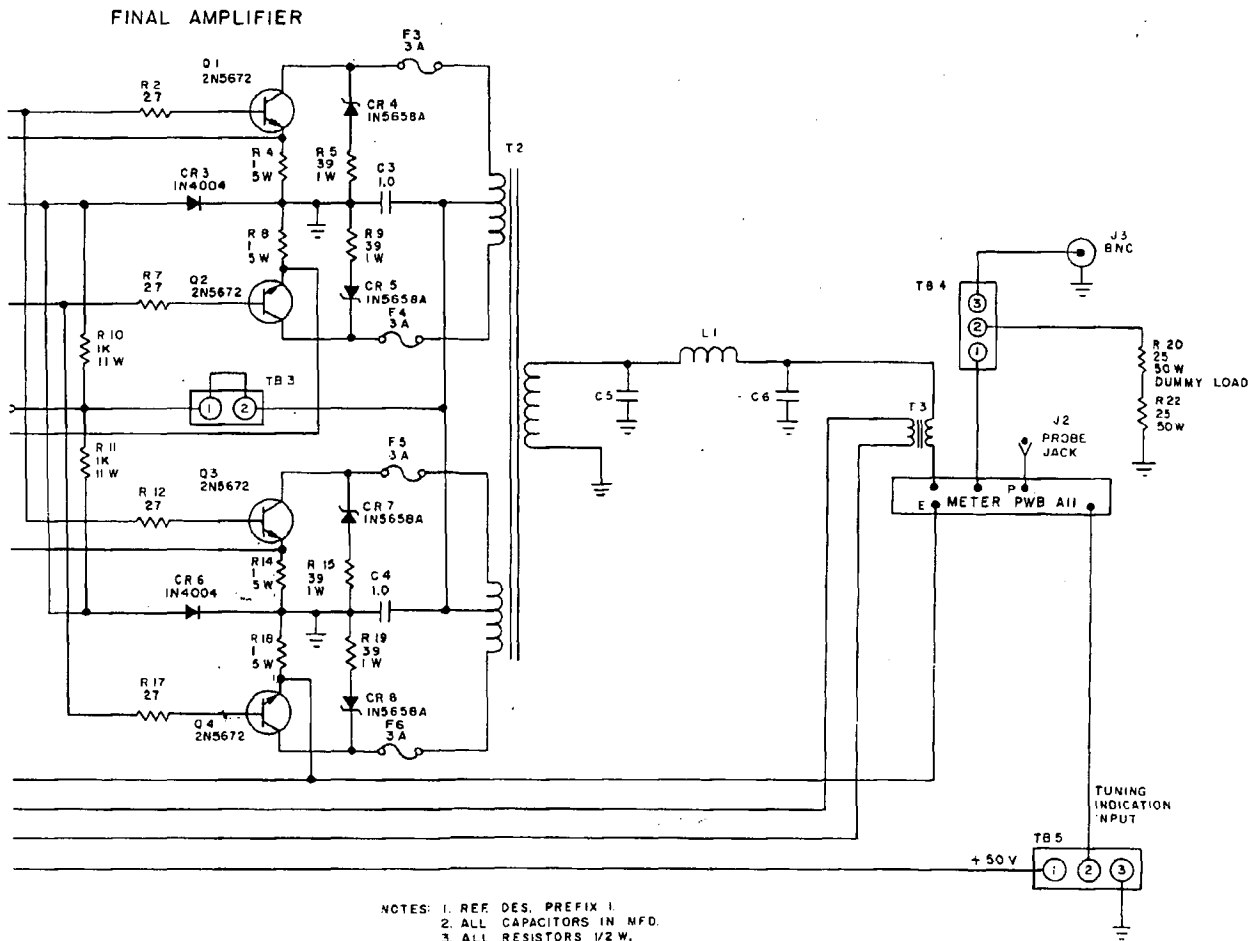 FINAL AMPLIFIER
F3
3A
Q1
2N5672
R2
27
CR4
1N5658A
R4
1
5W
R5
39
1W
T2
CR3
1N4004
C3
1.0
R8
1
5W
R9
39
1W
J3
BNC
R7
27
Q2
2N5672
CR5
1N5658A
F4
3A
TB4
3
2
1
R10
1K
11W
L1
R20
25
50W
DUMMY LOAD
R22
25
50W
TB3
1 2
C5
C6
T3
J2
PROBE
JACK
R11
1K
11W
F5
3A
Q3
2N5672
R12
27
CR7
1N5658A
P
E METER PWB A11
R14
1
5W
R15
39
1W
C4
1.0
CR6
1N4004
R18
1
5W
R19
39
1W
R17
27
Q4
2N5672
CR8
1N5658A
F6
3A
TUNING
INDICATION
INPUT
TB5
+50V
1 2 3
NOTES: 1. REF. DES. PREFIX 1.
2. ALL CAPACITORS IN MFD.
3. ALL RESISTORS 1/2 W.